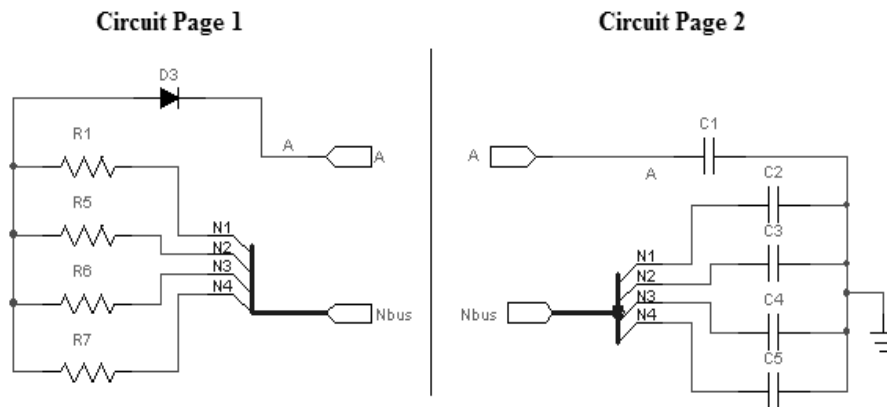 Circuit Page 1
D3
R1
A
A
R5
N1
N2
R6
N3
N4
Nbus
R7
Circuit Page 2
C1
A
A
C2
C3
N1
N2
Nbus
N3
N4
C4
C5